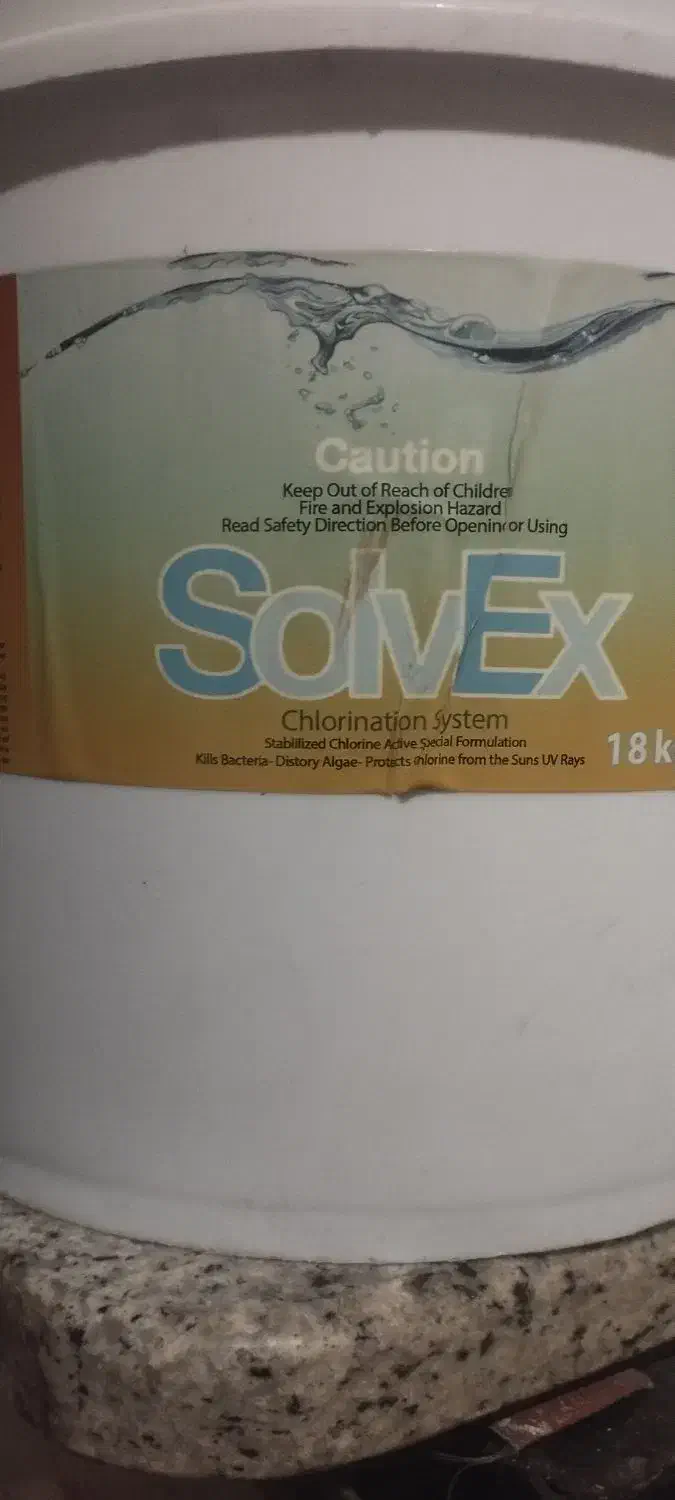 Caution
Keep Out of Reach of Childre
Fire and Explosion Hazard
Read Safety Direction Before Openin or Using
SolvEx
Chlorination System
Stablilized Chlorine Active Special Formulation
Kills Bacteria- Distory Algae- Protects chlorine from the Suns UV Rays
18k